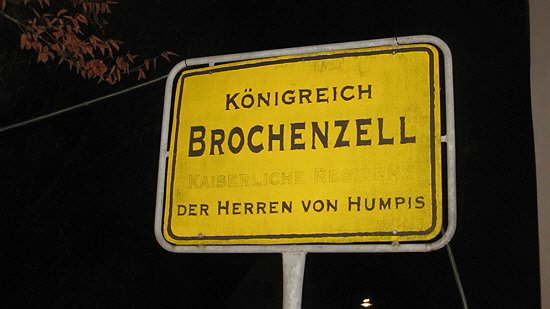 KÖNIGREICH
BROCHENZELL
KAISERLICHE RESIDENZ
DER HERREN VON HUMPIS